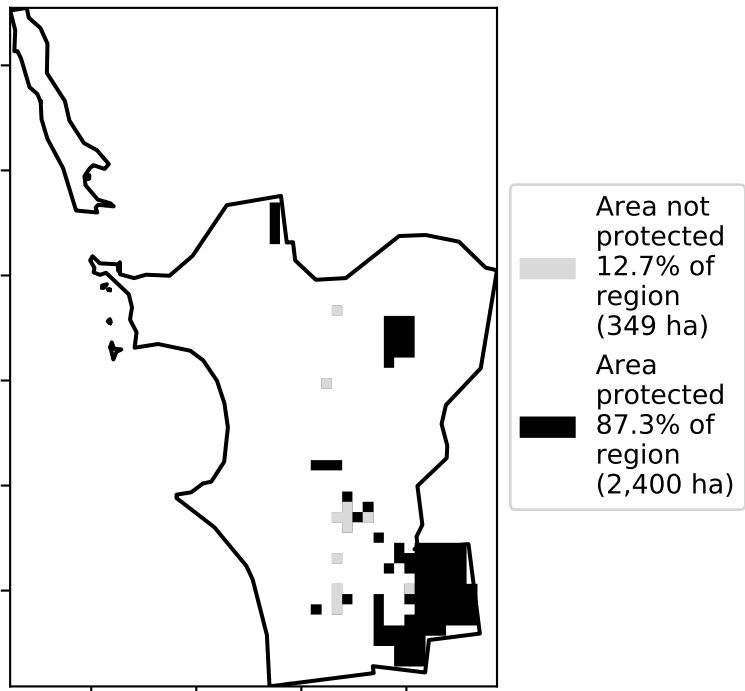 Area not
protected
12.7% of
region
(349 ha)
Area
protected
87.3% of
region
(2,400 ha)